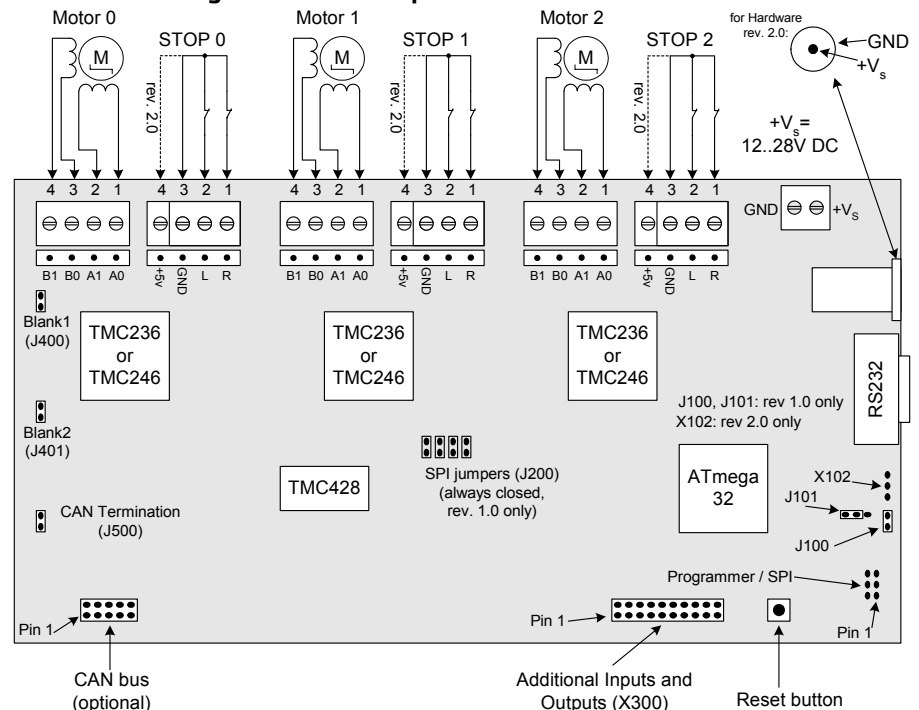 Motor 0
STOP 0
Motor 1
STOP 1
Motor 2
STOP 2
for Hardware
rev. 2.0:
GND
+Vs
M
M
M
rev. 2.0
rev. 2.0
rev. 2.0
+Vs=
12..28V DC
4 3 2 1
4 3 2 1
4 3 2 1
4 3 2 1
4 3 2 1
4 3 2 1
GND
+VS
B1 B0 A1 A0
+5v GND L R
B1 B0 A1 A0
+5v GND L R
B1 B0 A1 A0
+5v GND L R
Blank1
(J400)
TMC236
or
TMC246
TMC236
or
TMC246
TMC236
or
TMC246
RS232
J100, J101: rev 1.0 only
X102: rev 2.0 only
Blank2
(J401)
SPI jumpers (J200)
(always closed,
rev. 1.0 only)
TMC428
ATmega
32
X102
J101
J100
CAN Termination
(J500)
Programmer / SPI
Pin 1
Pin 1
Pin 1
CAN bus
(optional)
Additional Inputs and
Outputs (X300)
Reset button